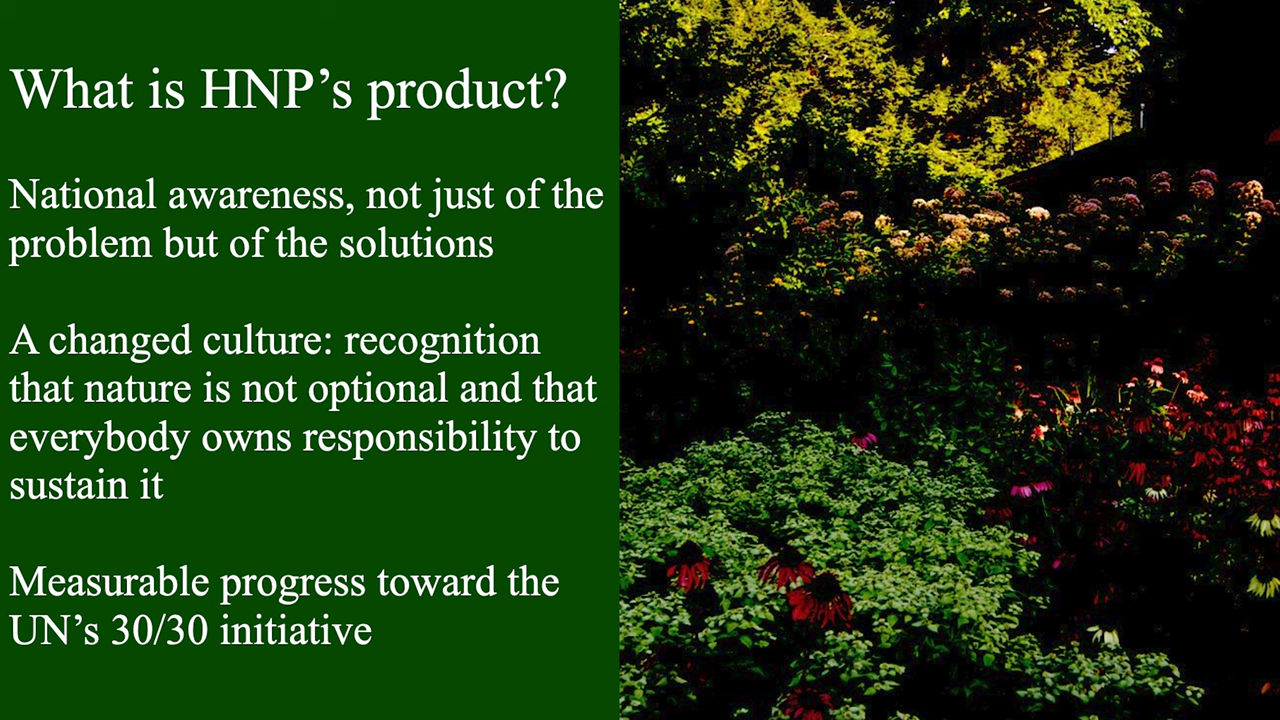 What is HNP’s product?
National awareness, not just of the
problem but of the solutions
A changed culture: recognition
that nature is not optional and that
everybody owns responsibility to
sustain it
Measurable progress toward the
UN’s 30/30 initiative